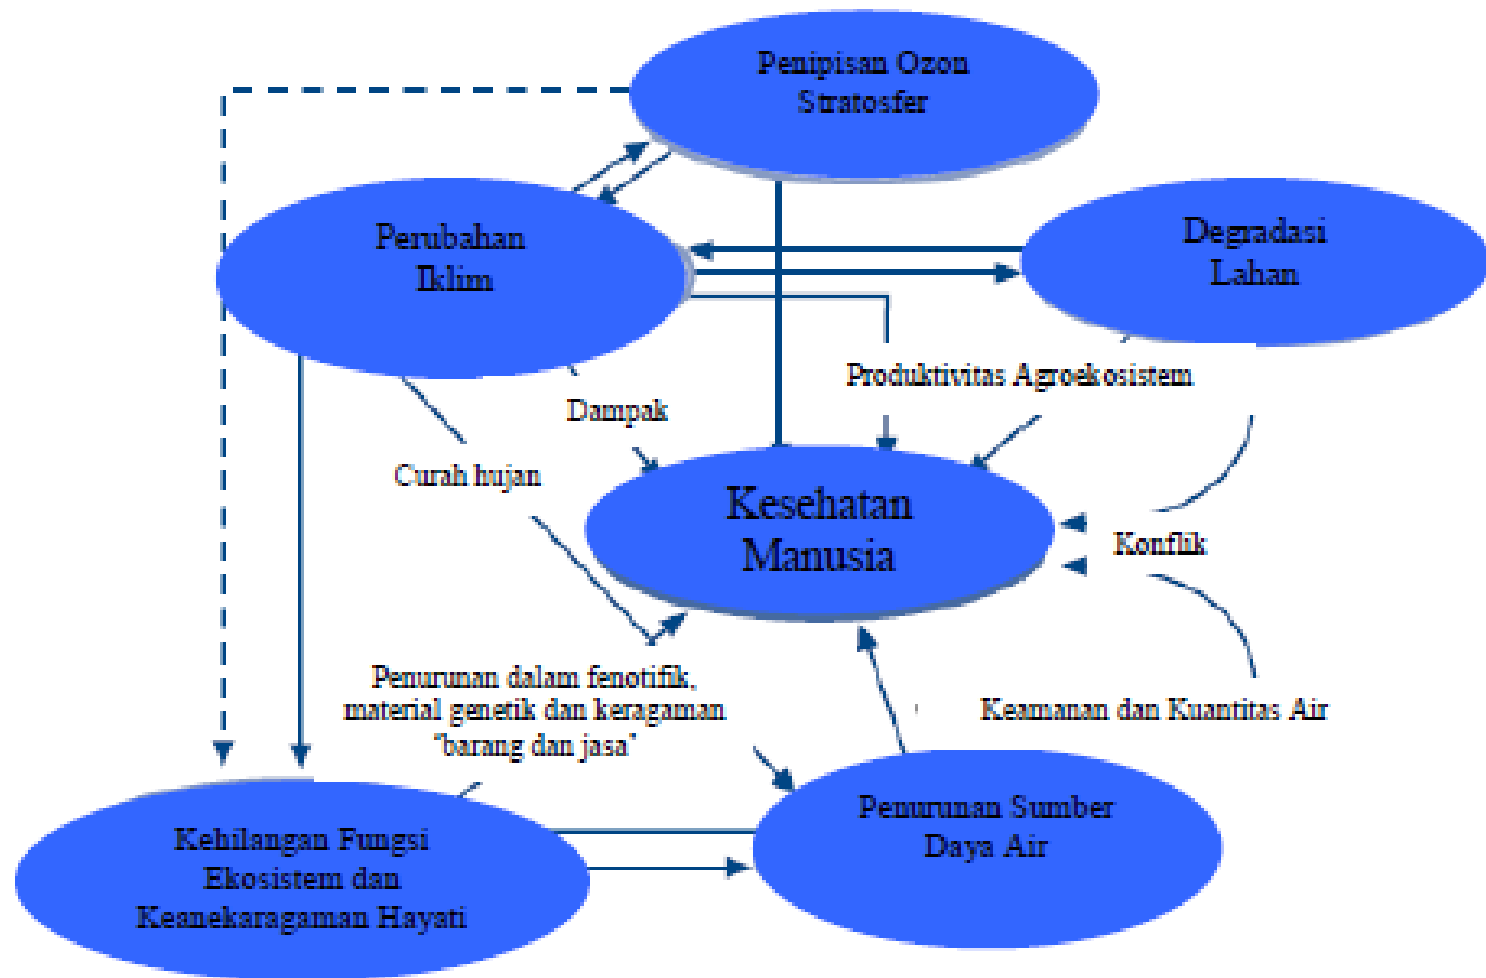 Penipisan Ozon
Stratosfer
Perubahan
Iklim
Degradasi
Lahan
Produktivitas Agroekosistem
Dampak
Curah hujan
Kesehatan
Manusia
Konflik
Penurunan dalam fenotifik,
material genetik dan keragaman
"barang dan jasa"
Keamanan dan Kuantitas Air
Penurunan Sumber
Daya Air
Kehilangan Fungsi
Ekosistem dan
Keanekaragaman Hayati